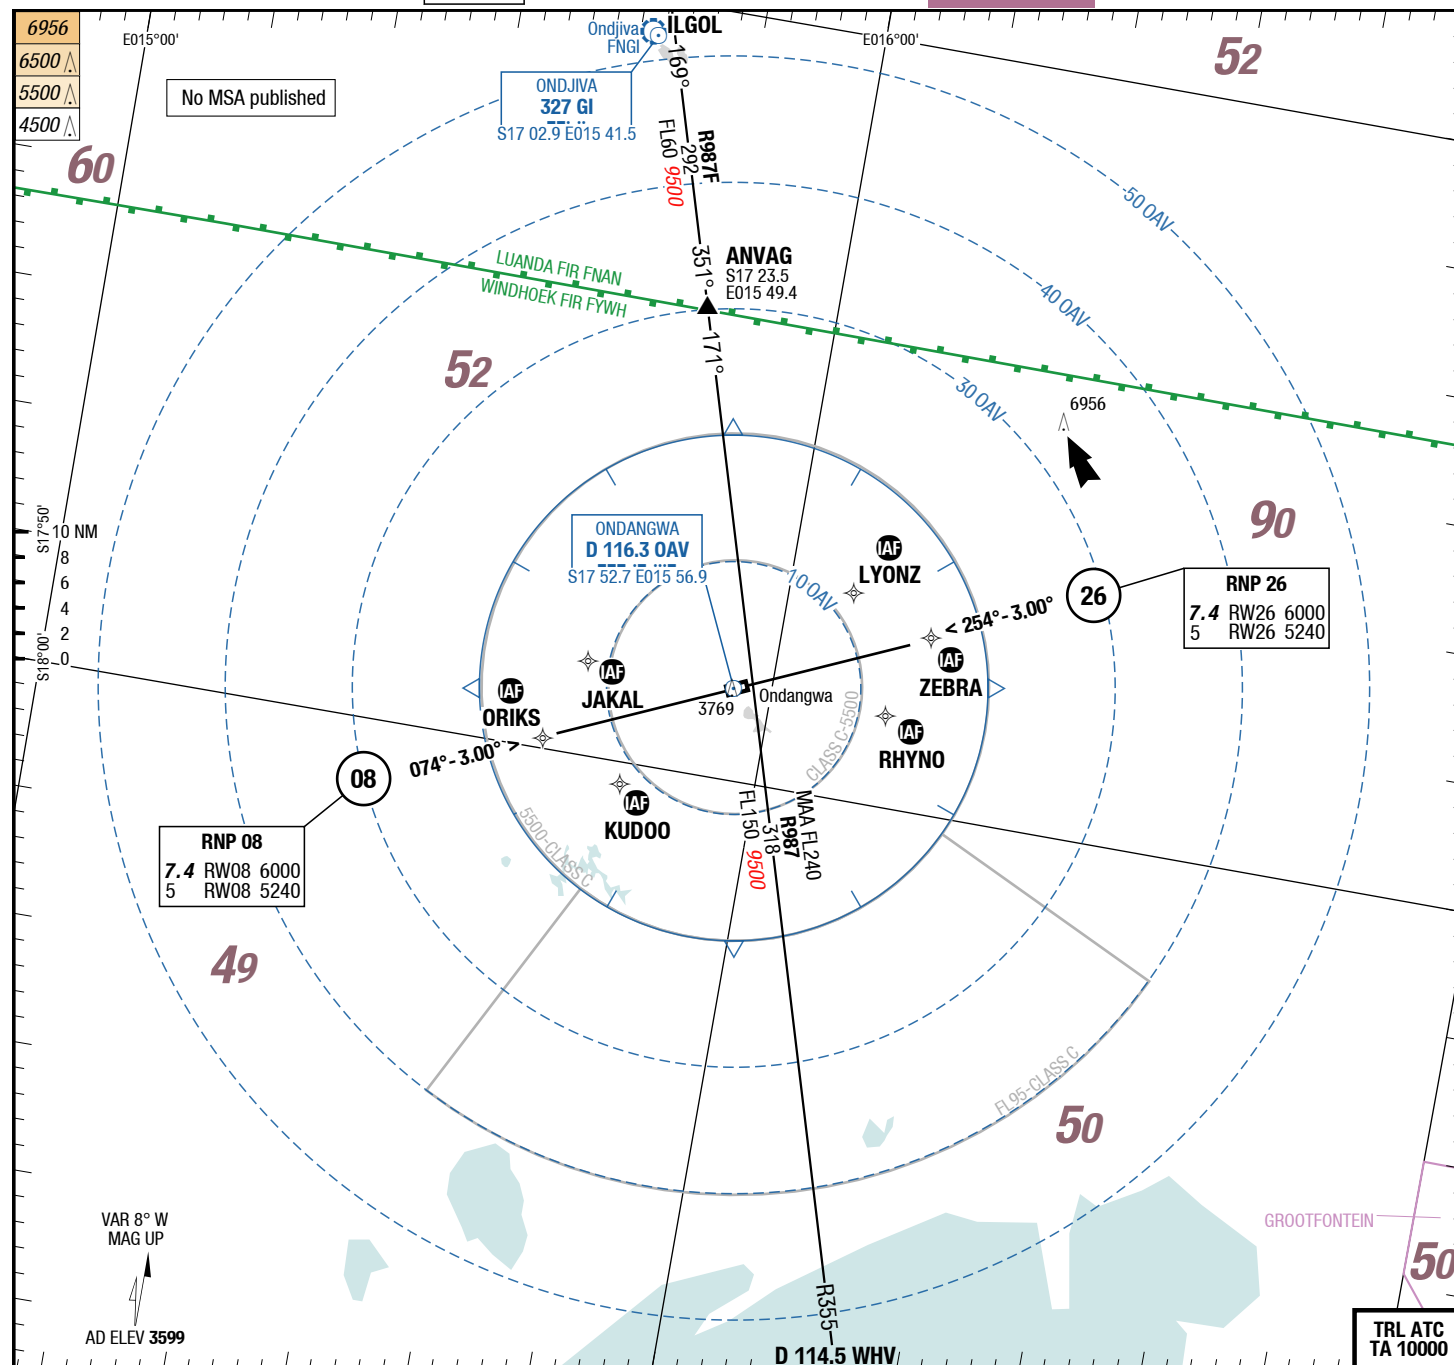 6956
6500
5500
4500
E015°00'
No MSA published
Ondjiva
FNGI
ILGOL
E016°00'
52
ONDJIVA
327 GI
S17 02.9 E015 41.5
169°
R987F
292
FL60 9500
60
50 OAV
LUANDA FIR FNAN
WINDHOEK FIR FYWH
351°
ANVAG
S17 23.5
E015 49.4
40 OAV
171°
52
30 OAV
6956
90
S17°50'
10 NM
8
6
4
2
0
S18°00'
ONDANGWA
D 116.3 OAV
S17 52.7 E015 56.9
10 OAV
IAF
LYONZ
26
< 254°- 3.00°
RNP 26
7.4 RW26 6000
5 RW26 5240
IAF
ZEBRA
IAF
JAKAL
IAF
ORIKS
3769
Ondangwa
CLASS C-5500
IAF
RHYNO
074°- 3.00° >
08
IAF
KUDOO
RNP 08
7.4 RW08 6000
5 RW08 5240
5500-CLASS C
MAA FL240
R987
318
FL150 9500
49
FL95-CLASS C
50
VAR 8° W
MAG UP
AD ELEV 3599
GROOTFONTEIN
50
R355
D 114.5 WHV
TRL ATC
TA 10000